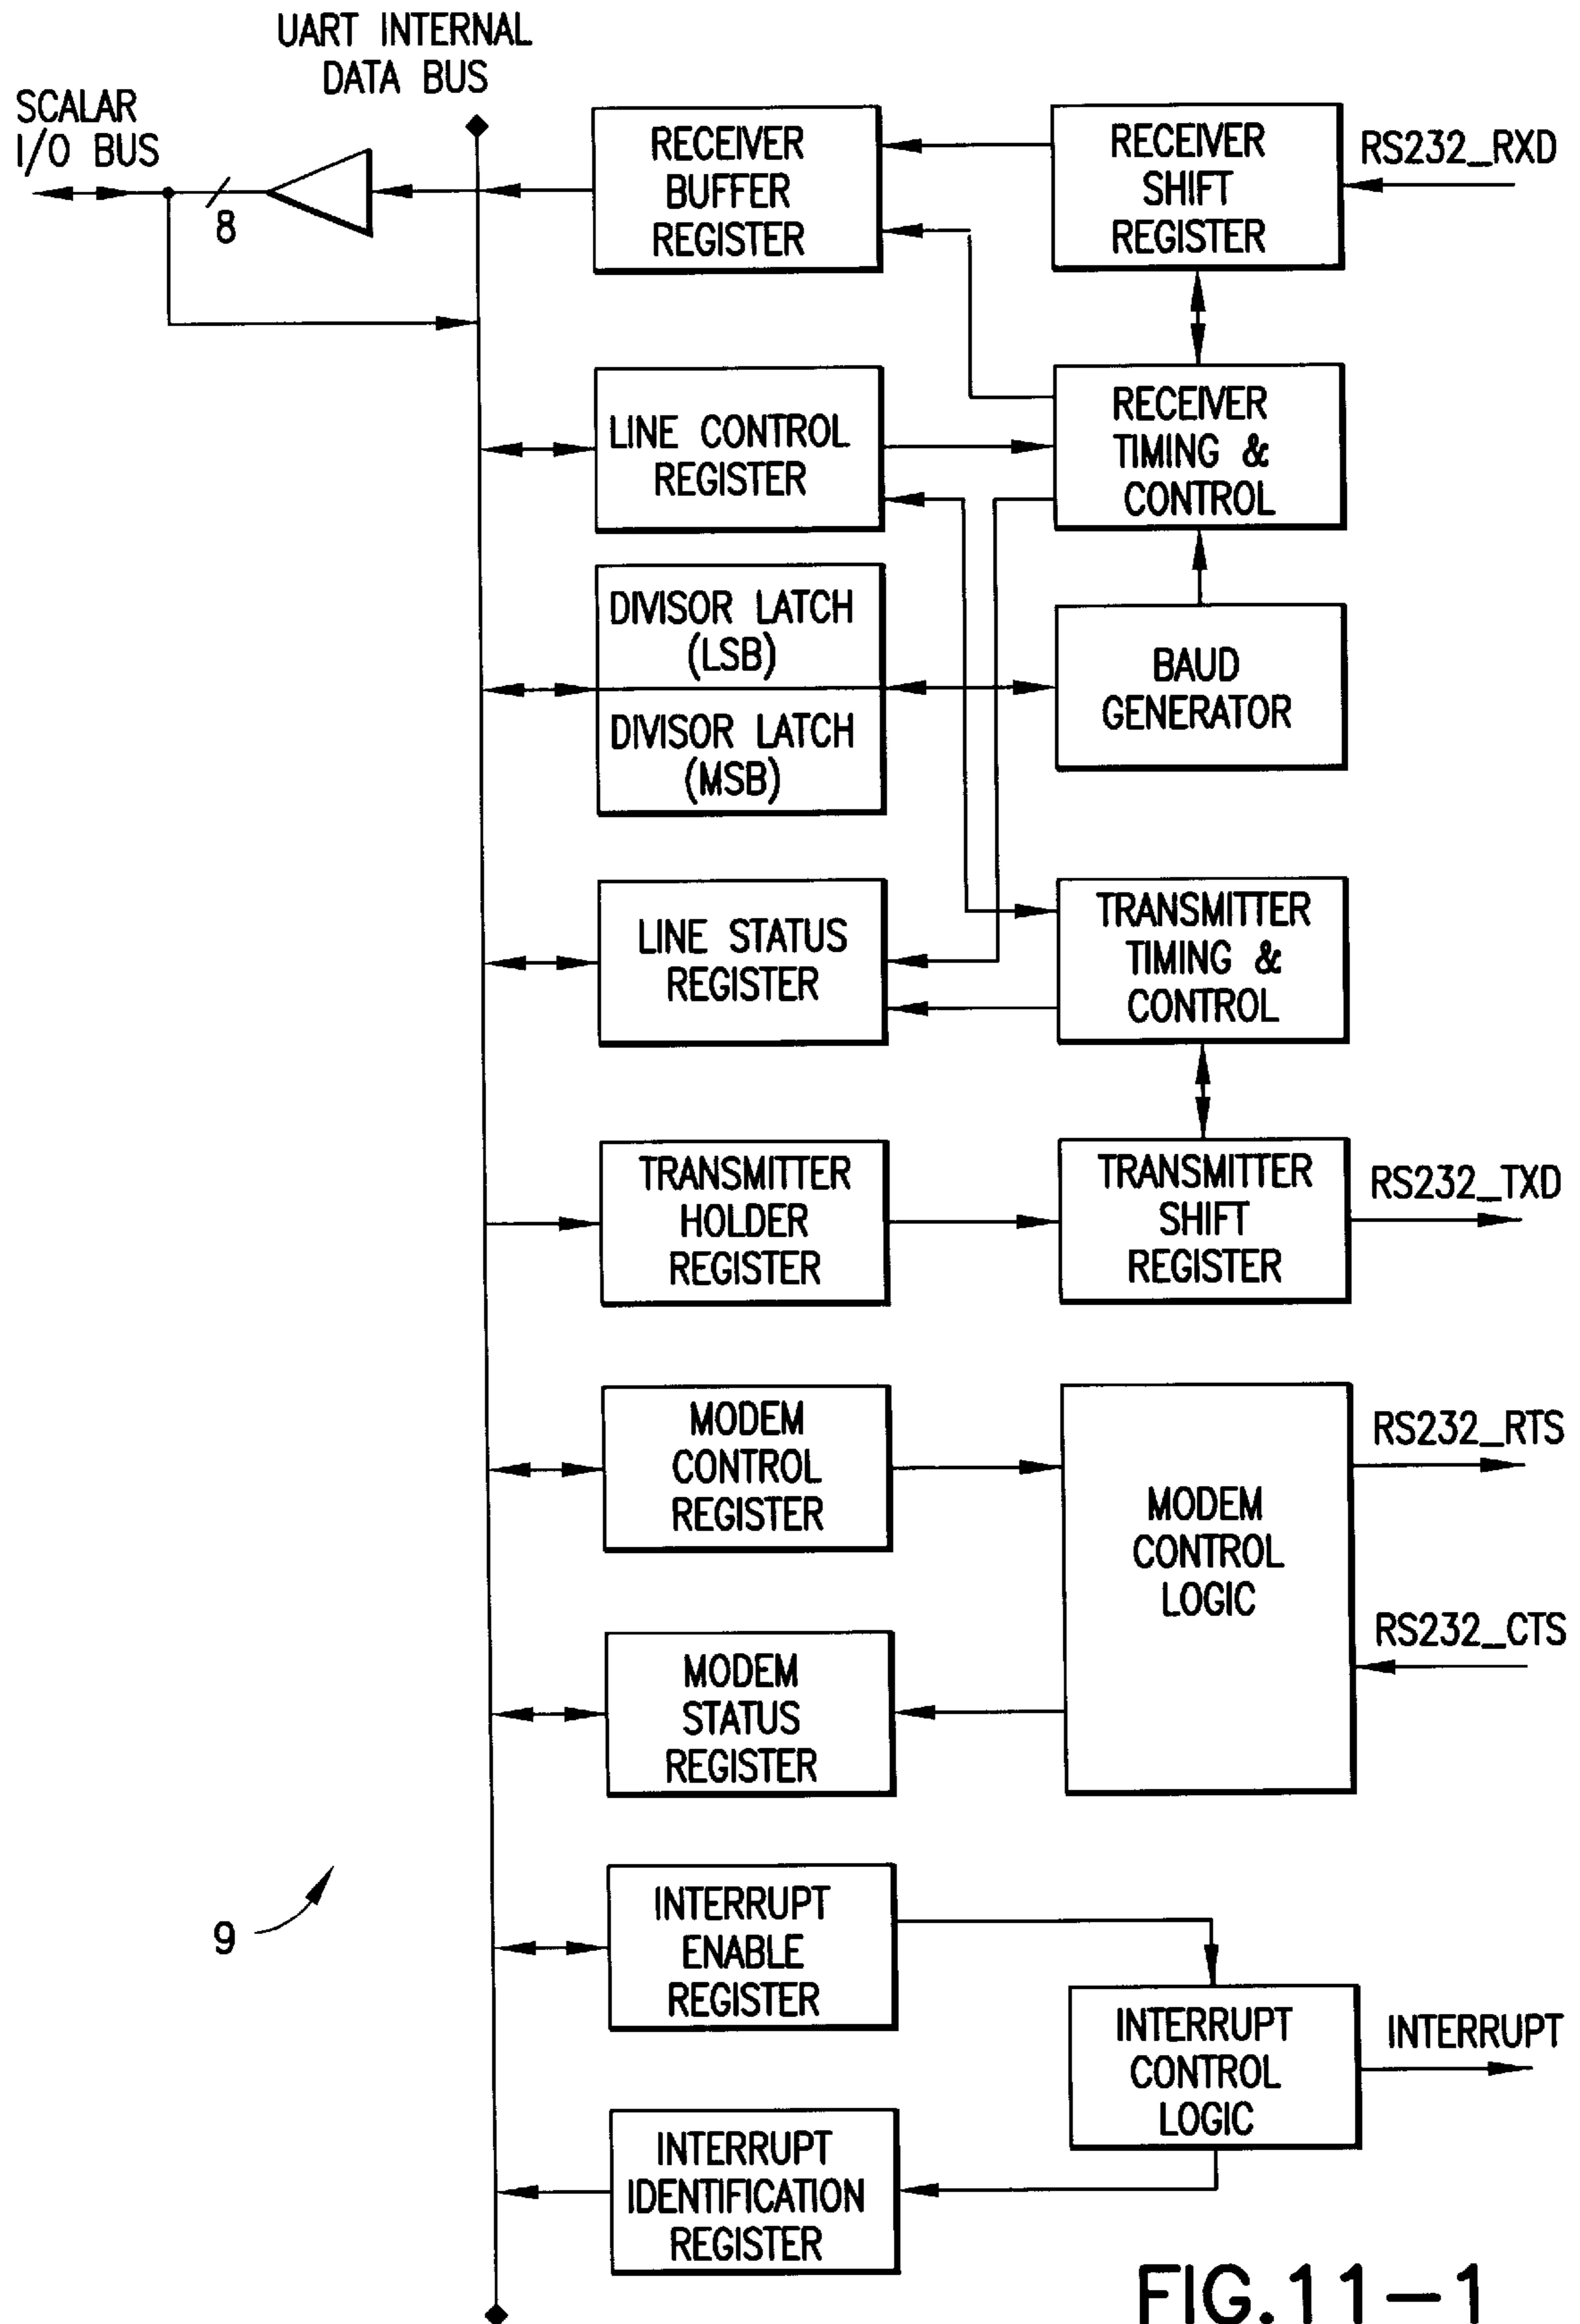 UART INTERNAL
DATA BUS
SCALAR
I/O BUS
8
RECEIVER
BUFFER
REGISTER
RECEIVER
SHIFT
REGISTER
RS232_RXD
LINE CONTROL
REGISTER
RECEIVER
TIMING &
CONTROL
DIVISOR LATCH
(LSB)
DIVISOR LATCH
(MSB)
BAUD
GENERATOR
LINE STATUS
REGISTER
TRANSMITTER
TIMING &
CONTROL
TRANSMITTER
HOLDER
REGISTER
TRANSMITTER
SHIFT
REGISTER
RS232_TXD
MODEM
CONTROL
REGISTER
MODEM
CONTROL
LOGIC
RS232_RTS
RS232_CTS
MODEM
STATUS
REGISTER
9
INTERRUPT
ENABLE
REGISTER
INTERRUPT
CONTROL
LOGIC
INTERRUPT
INTERRUPT
IDENTIFICATION
REGISTER
FIG.11-1